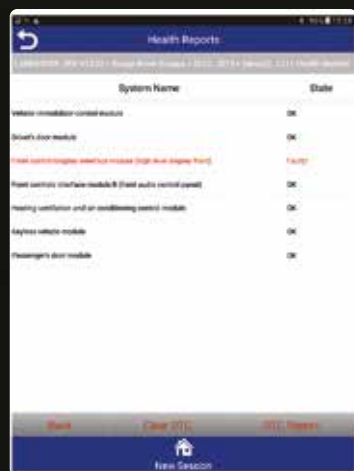 Health Reports
System Name State
Vehicle immobilizer control module OK
Driver's door module OK
Front control/display interface module (high level display front) Faulty
Front controls interface module B (front audio control panel) OK
Heating ventilation and air conditioning control module OK
Keyless vehicle module OK
Passenger's door module OK
Back Clear DTC DTC Report
New Session